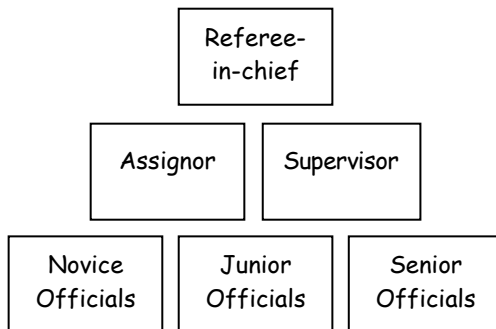 Referee-
in-chief
Assignor
Supervisor
Novice
Officials
Junior
Officials
Senior
Officials